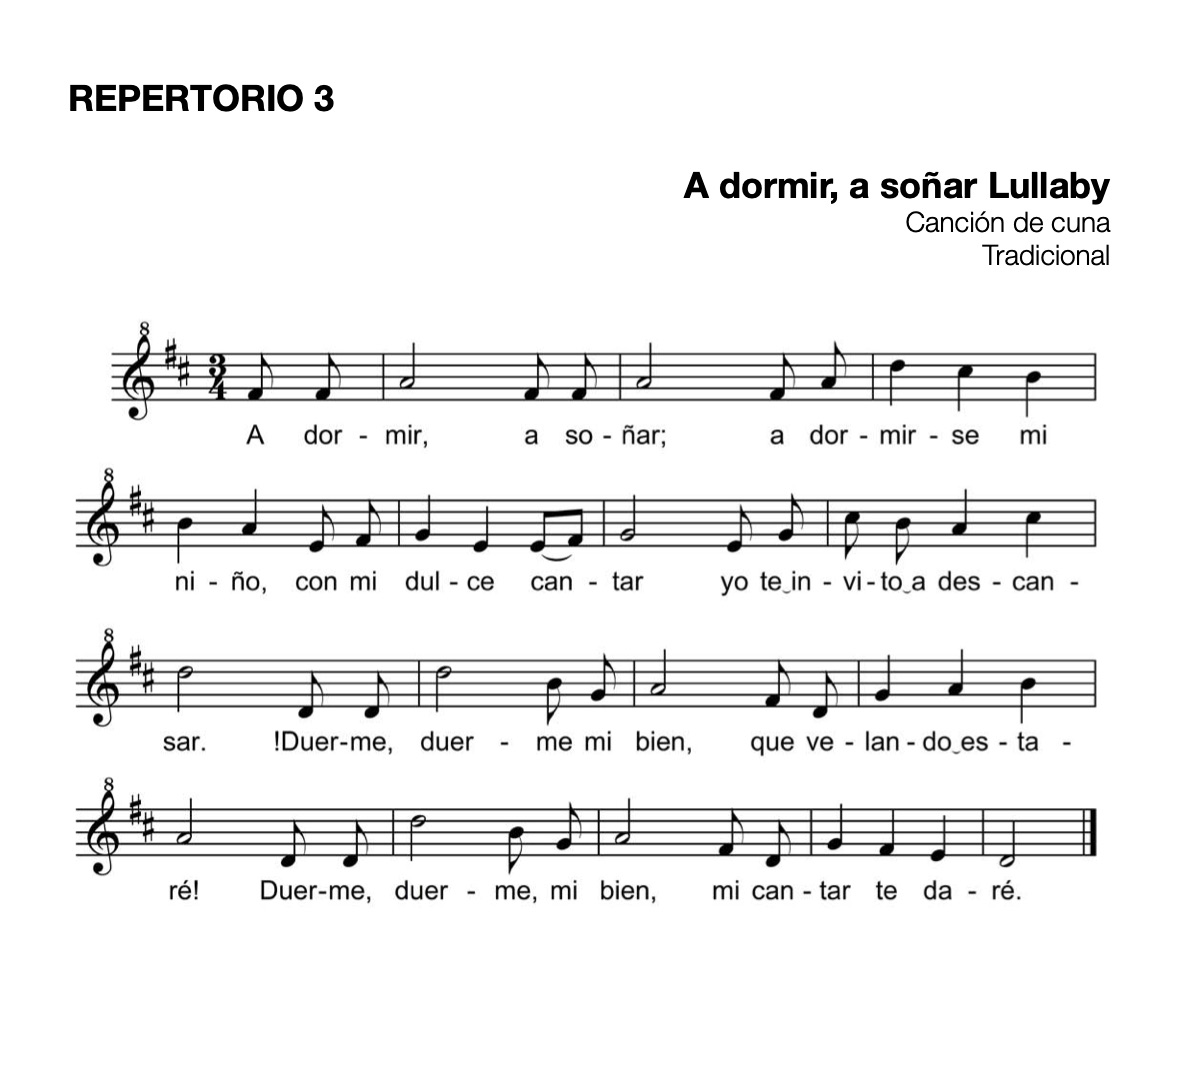 REPERTORIO 3
A dormir, a soñar Lullaby
Canción de cuna
Tradicional
8
3
4
A dor - mir, a so - ñar; a dor - mir - se mi
8
ni - ño, con mi dul - ce can - tar yo te‿in - vi - to‿a des - can -
8
sar. !Duer-me, duer - me mi bien, que ve - lan - do‿es - ta -
8
ré! Duer-me, duer - me, mi bien, mi can - tar te da - ré.